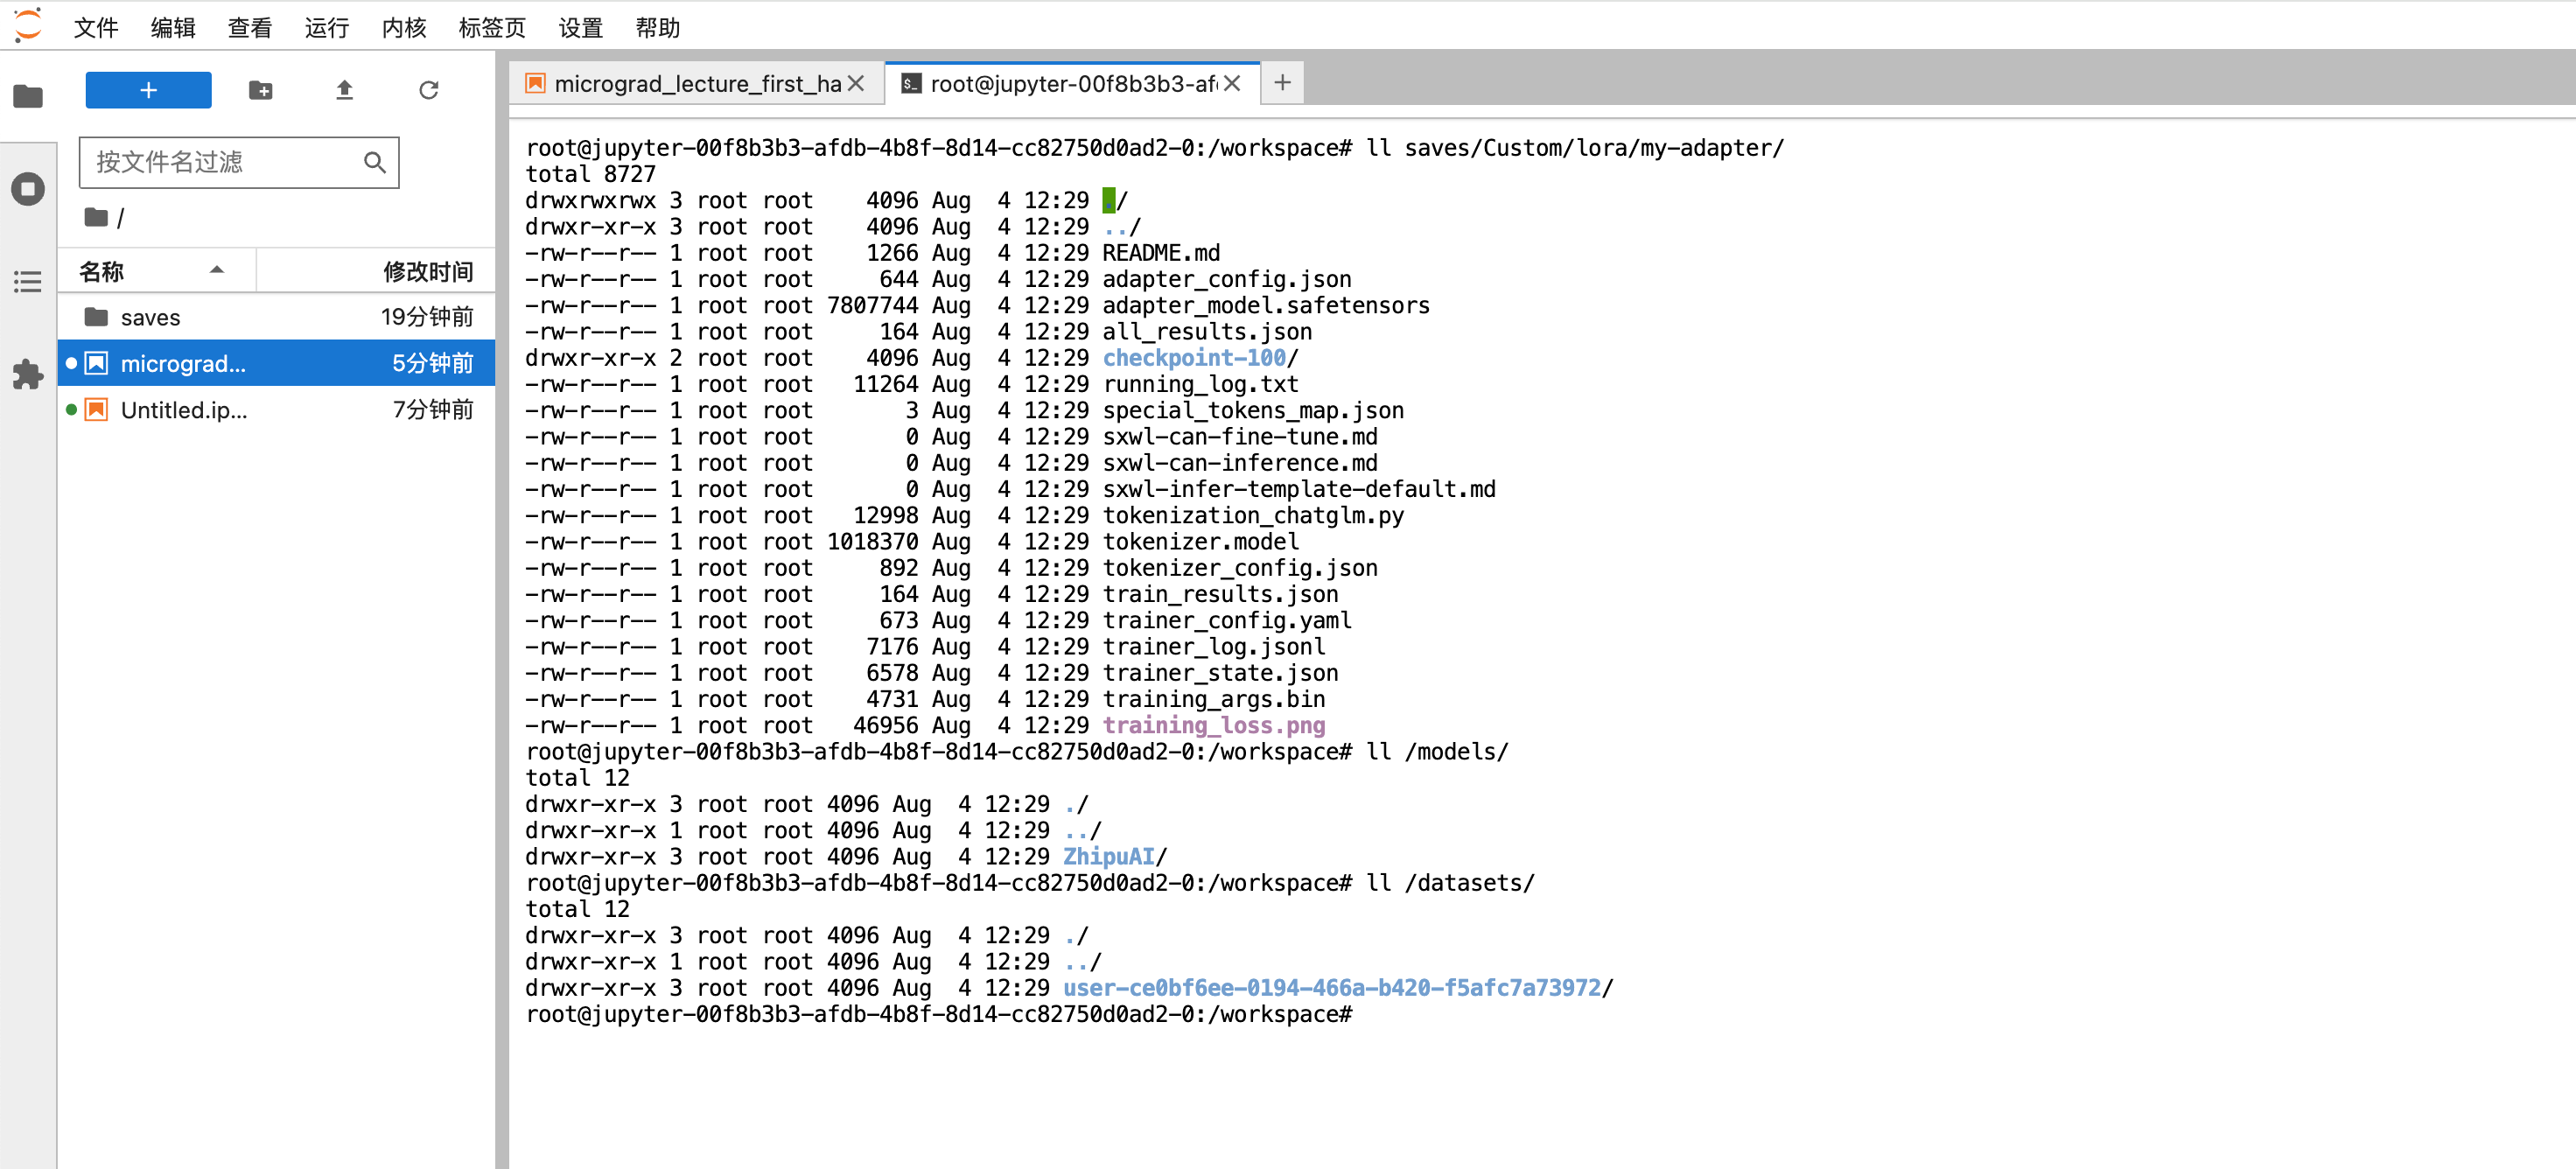 文件 编辑 查看 运行 内核 标签页 设置 帮助
按文件名过滤
/
名称 修改时间
saves 19分钟前
micrograd... 5分钟前
Untitled.ip... 7分钟前
micrograd_lecture_first_ha
root@jupyter-00f8b3b3-af
root@jupyter-00f8b3b3-afdb-4b8f-8d14-cc82750d0ad2-0:/workspace# ll saves/Custom/lora/my-adapter/
total 8727
drwxrwxrwx 3 root root    4096 Aug  4 12:29 ./
drwxr-xr-x 3 root root    4096 Aug  4 12:29 ../
-rw-r--r-- 1 root root    1266 Aug  4 12:29 README.md
-rw-r--r-- 1 root root     644 Aug  4 12:29 adapter_config.json
-rw-r--r-- 1 root root 7807744 Aug  4 12:29 adapter_model.safetensors
-rw-r--r-- 1 root root     164 Aug  4 12:29 all_results.json
drwxr-xr-x 2 root root    4096 Aug  4 12:29 checkpoint-100/
-rw-r--r-- 1 root root   11264 Aug  4 12:29 running_log.txt
-rw-r--r-- 1 root root       3 Aug  4 12:29 special_tokens_map.json
-rw-r--r-- 1 root root       0 Aug  4 12:29 sxwl-can-fine-tune.md
-rw-r--r-- 1 root root       0 Aug  4 12:29 sxwl-can-inference.md
-rw-r--r-- 1 root root       0 Aug  4 12:29 sxwl-infer-template-default.md
-rw-r--r-- 1 root root   12998 Aug  4 12:29 tokenization_chatglm.py
-rw-r--r-- 1 root root 1018370 Aug  4 12:29 tokenizer.model
-rw-r--r-- 1 root root     892 Aug  4 12:29 tokenizer_config.json
-rw-r--r-- 1 root root     164 Aug  4 12:29 train_results.json
-rw-r--r-- 1 root root     673 Aug  4 12:29 trainer_config.yaml
-rw-r--r-- 1 root root    7176 Aug  4 12:29 trainer_log.jsonl
-rw-r--r-- 1 root root    6578 Aug  4 12:29 trainer_state.json
-rw-r--r-- 1 root root    4731 Aug  4 12:29 training_args.bin
-rw-r--r-- 1 root root   46956 Aug  4 12:29 training_loss.png
root@jupyter-00f8b3b3-afdb-4b8f-8d14-cc82750d0ad2-0:/workspace# ll /models/
total 12
drwxr-xr-x 3 root root 4096 Aug  4 12:29 ./
drwxr-xr-x 1 root root 4096 Aug  4 12:29 ../
drwxr-xr-x 3 root root 4096 Aug  4 12:29 ZhipuAI/
root@jupyter-00f8b3b3-afdb-4b8f-8d14-cc82750d0ad2-0:/workspace# ll /datasets/
total 12
drwxr-xr-x 3 root root 4096 Aug  4 12:29 ./
drwxr-xr-x 1 root root 4096 Aug  4 12:29 ../
drwxr-xr-x 3 root root 4096 Aug  4 12:29 user-ce0bf6ee-0194-466a-b420-f5afc7a73972/
root@jupyter-00f8b3b3-afdb-4b8f-8d14-cc82750d0ad2-0:/workspace#